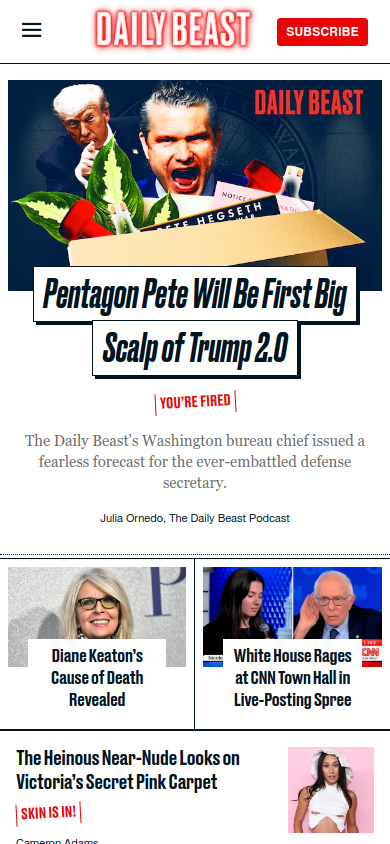 DAILY BEAST
SUBSCRIBE
DAILY BEAST
NOTICE
PETE HEGSETH
WAR
Pentagon Pete Will Be First Big
Scalp of Trump 2.0
YOU'RE FIRED
The Daily Beast’s Washington bureau chief issued a
fearless forecast for the ever-embattled defense
secretary.
Julia Ornedo, The Daily Beast Podcast
P
LIVE
CNN
Diane Keaton’s
Cause of Death
Revealed
White House Rages
at CNN Town Hall in
Live-Posting Spree
The Heinous Near-Nude Looks on
Victoria’s Secret Pink Carpet
SKIN IS IN!
Cameron Adams